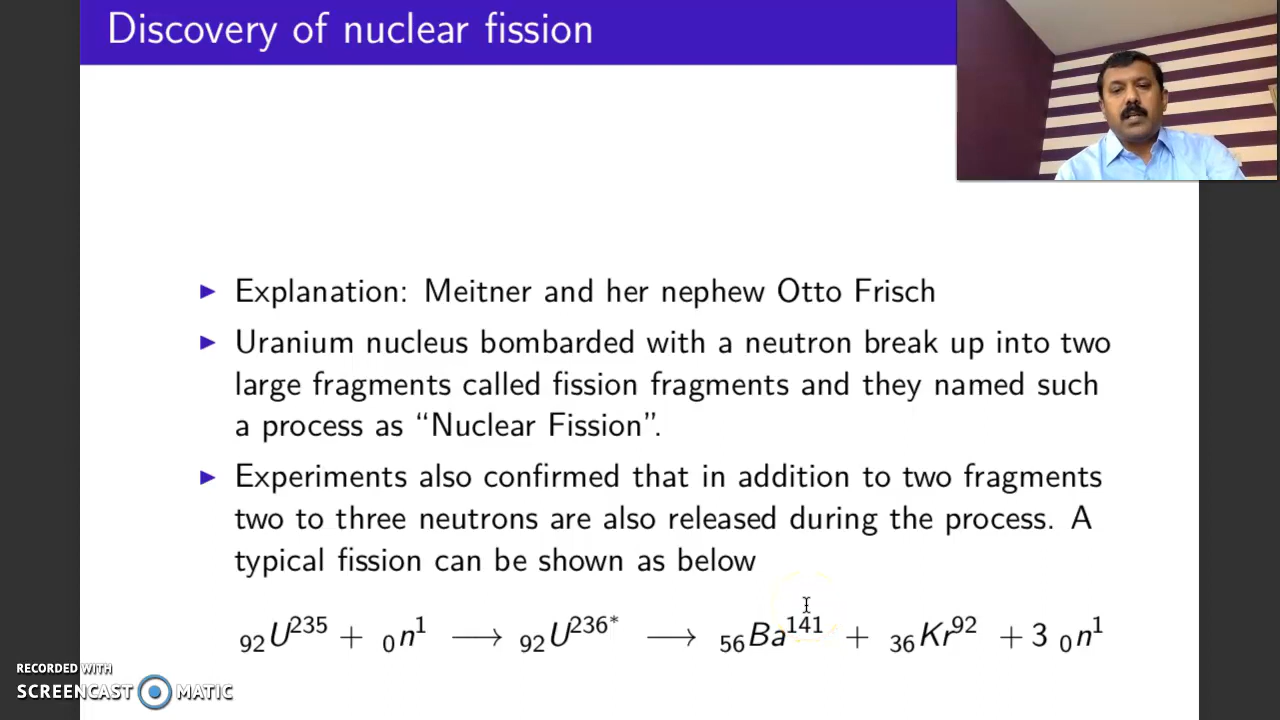 Discovery of nuclear fission
▶ Explanation: Meitner and her nephew Otto Frisch
▶ Uranium nucleus bombarded with a neutron break up into two
large fragments called fission fragments and they named such
a process as “Nuclear Fission”.
▶ Experiments also confirmed that in addition to two fragments
two to three neutrons are also released during the process. A
typical fission can be shown as below
₉₂U²³⁵ + ₀n¹ ⟶ ₉₂U²³⁶* ⟶ ₅₆Ba¹⁴¹ + ₃₆Kr⁹² + 3 ₀n¹
RECORDED WITH
SCREENCAST MATIC